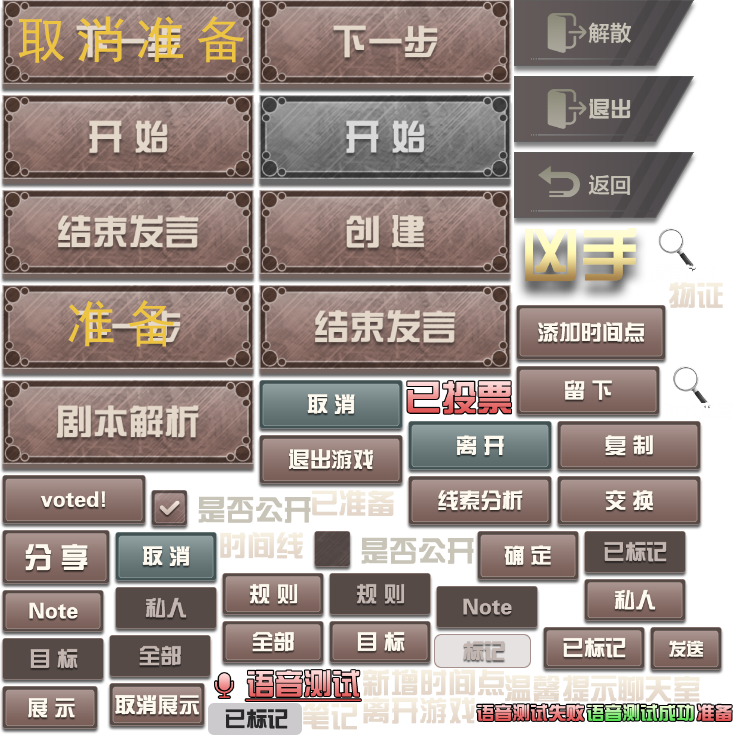 取消准备
下一步
下一步
解散
开始
开始
退出
返回
结束发言
创建
凶手
物证
准备
下一步
结束发言
添加时间点
剧本解析
取消
已投票
留下
退出游戏
离开
复制
voted!
是否公开
已准备
线索分析
交换
分享
取消
时间线
是否公开
确定
已标记
Note
私人
规则
规则
Note
私人
目标
全部
全部
目标
标记
已标记
发送
展示
取消展示
语音测试
新增时间点
温馨提示
聊天室
已标记
笔记
离开游戏
语音测试失败
语音测试成功
准备